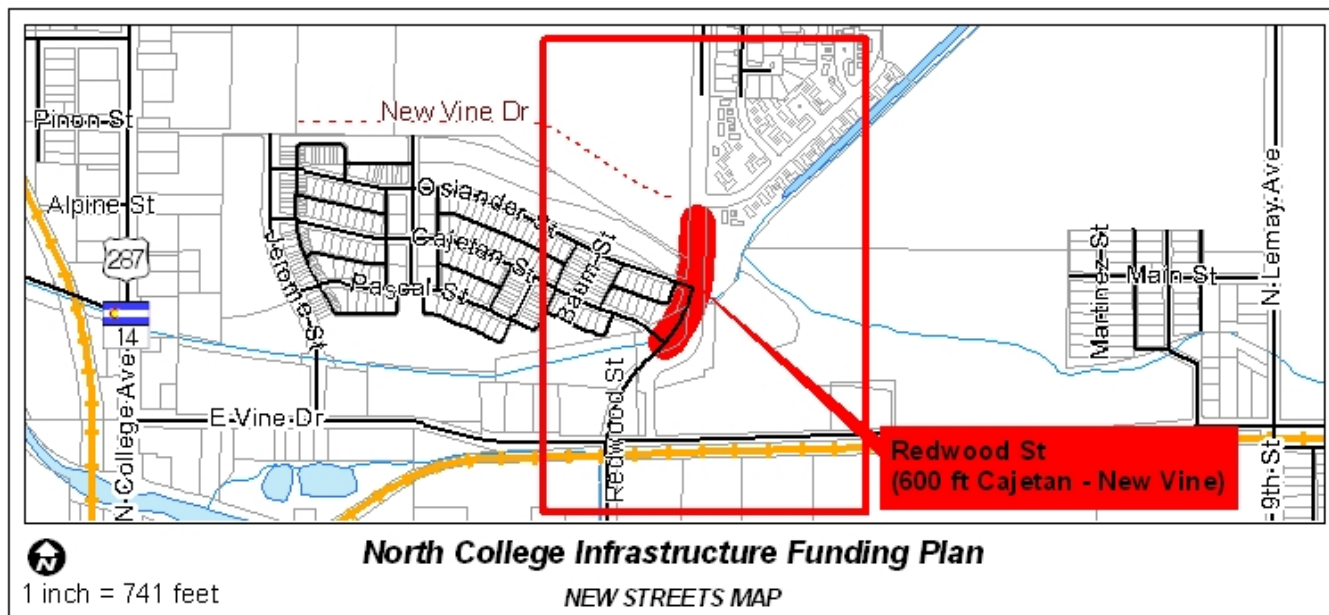 New Vine Dr
Pinon St
Alpine St
287
14
Osiander St
Cajetan St
Pascal St
Baum St
Jerome St
Redwood St
E Vine Dr
N College Ave
Martinez St
Main St
N Lemay Ave
9th St
Redwood St
(600 ft Cajetan - New Vine)
N
1 inch = 741 feet
North College Infrastructure Funding Plan
NEW STREETS MAP